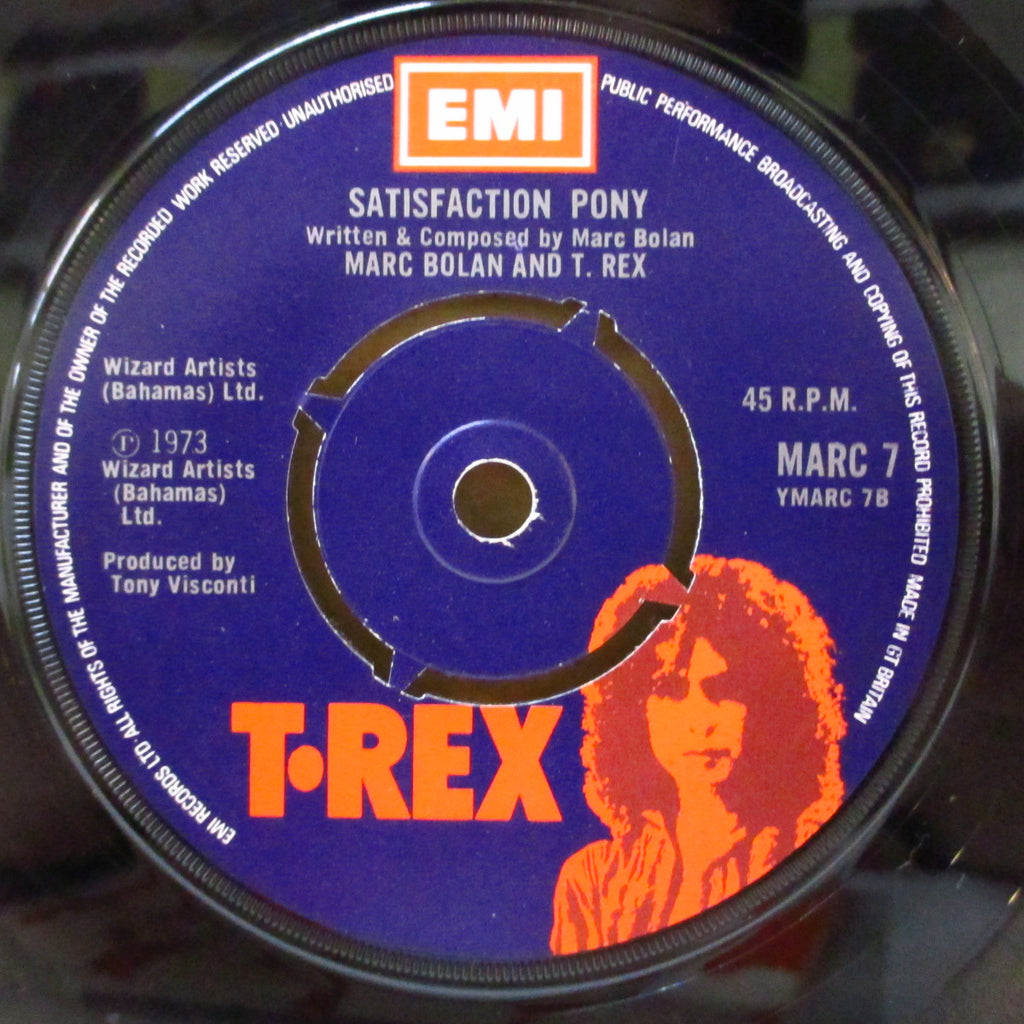 EMI
SATISFACTION PONY
Written & Composed by Marc Bolan
MARC BOLAN AND T. REX
Wizard Artists
(Bahamas) Ltd.
Ⓟ 1973
Wizard Artists
(Bahamas)
Ltd.
Produced by
Tony Visconti
45 R.P.M.
MARC 7
YMARC 7B
T·REX
EMI RECORDS LTD·ALL RIGHTS OF THE MANUFACTURER AND OF THE OWNER OF THE RECORDED WORK RESERVED·UNAUTHORISED PUBLIC PERFORMANCE BROADCASTING AND COPYING OF THIS RECORD PROHIBITED MADE IN GT BRITAIN